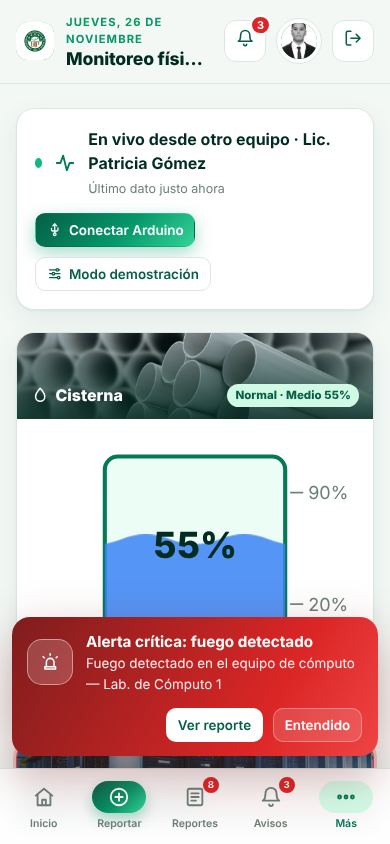 JUEVES, 26 DE
NOVIEMBRE
Monitoreo físi...
3
En vivo desde otro equipo · Lic.
Patricia Gómez
Último dato justo ahora
Conectar Arduino
Modo demostración
Cisterna
Normal · Medio 55%
90%
55%
20%
Alerta crítica: fuego detectado
Fuego detectado en el equipo de cómputo
— Lab. de Cómputo 1
Ver reporte
Entendido
8
3
Inicio
Reportar
Reportes
Avisos
Más